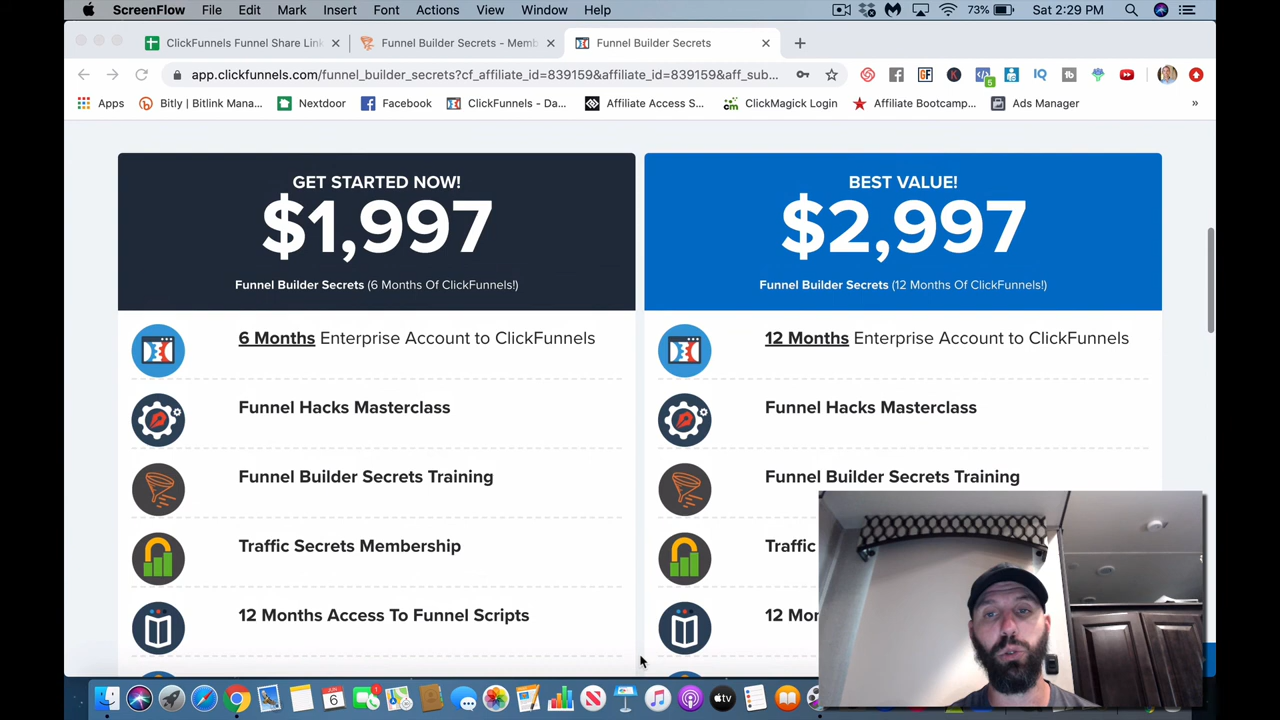 ScreenFlow File Edit Mark Insert Font Actions View Window Help 73% Sat 2:29 PM
ClickFunnels Funnel Share Link Funnel Builder Secrets - Memb Funnel Builder Secrets
app.clickfunnels.com/funnel_builder_secrets?cf_affiliate_id=839159&affiliate_id=839159&aff_sub...
Apps Bitly | Bitlink Mana... Nextdoor Facebook ClickFunnels - Da... Affiliate Access S... ClickMagick Login Affiliate Bootcamp... Ads Manager »
GET STARTED NOW!
$1,997
Funnel Builder Secrets (6 Months Of ClickFunnels!)
6 Months Enterprise Account to ClickFunnels
Funnel Hacks Masterclass
Funnel Builder Secrets Training
Traffic Secrets Membership
12 Months Access To Funnel Scripts
BEST VALUE!
$2,997
Funnel Builder Secrets (12 Months Of ClickFunnels!)
12 Months Enterprise Account to ClickFunnels
Funnel Hacks Masterclass
Funnel Builder Secrets Training
Traffic
12 Mon